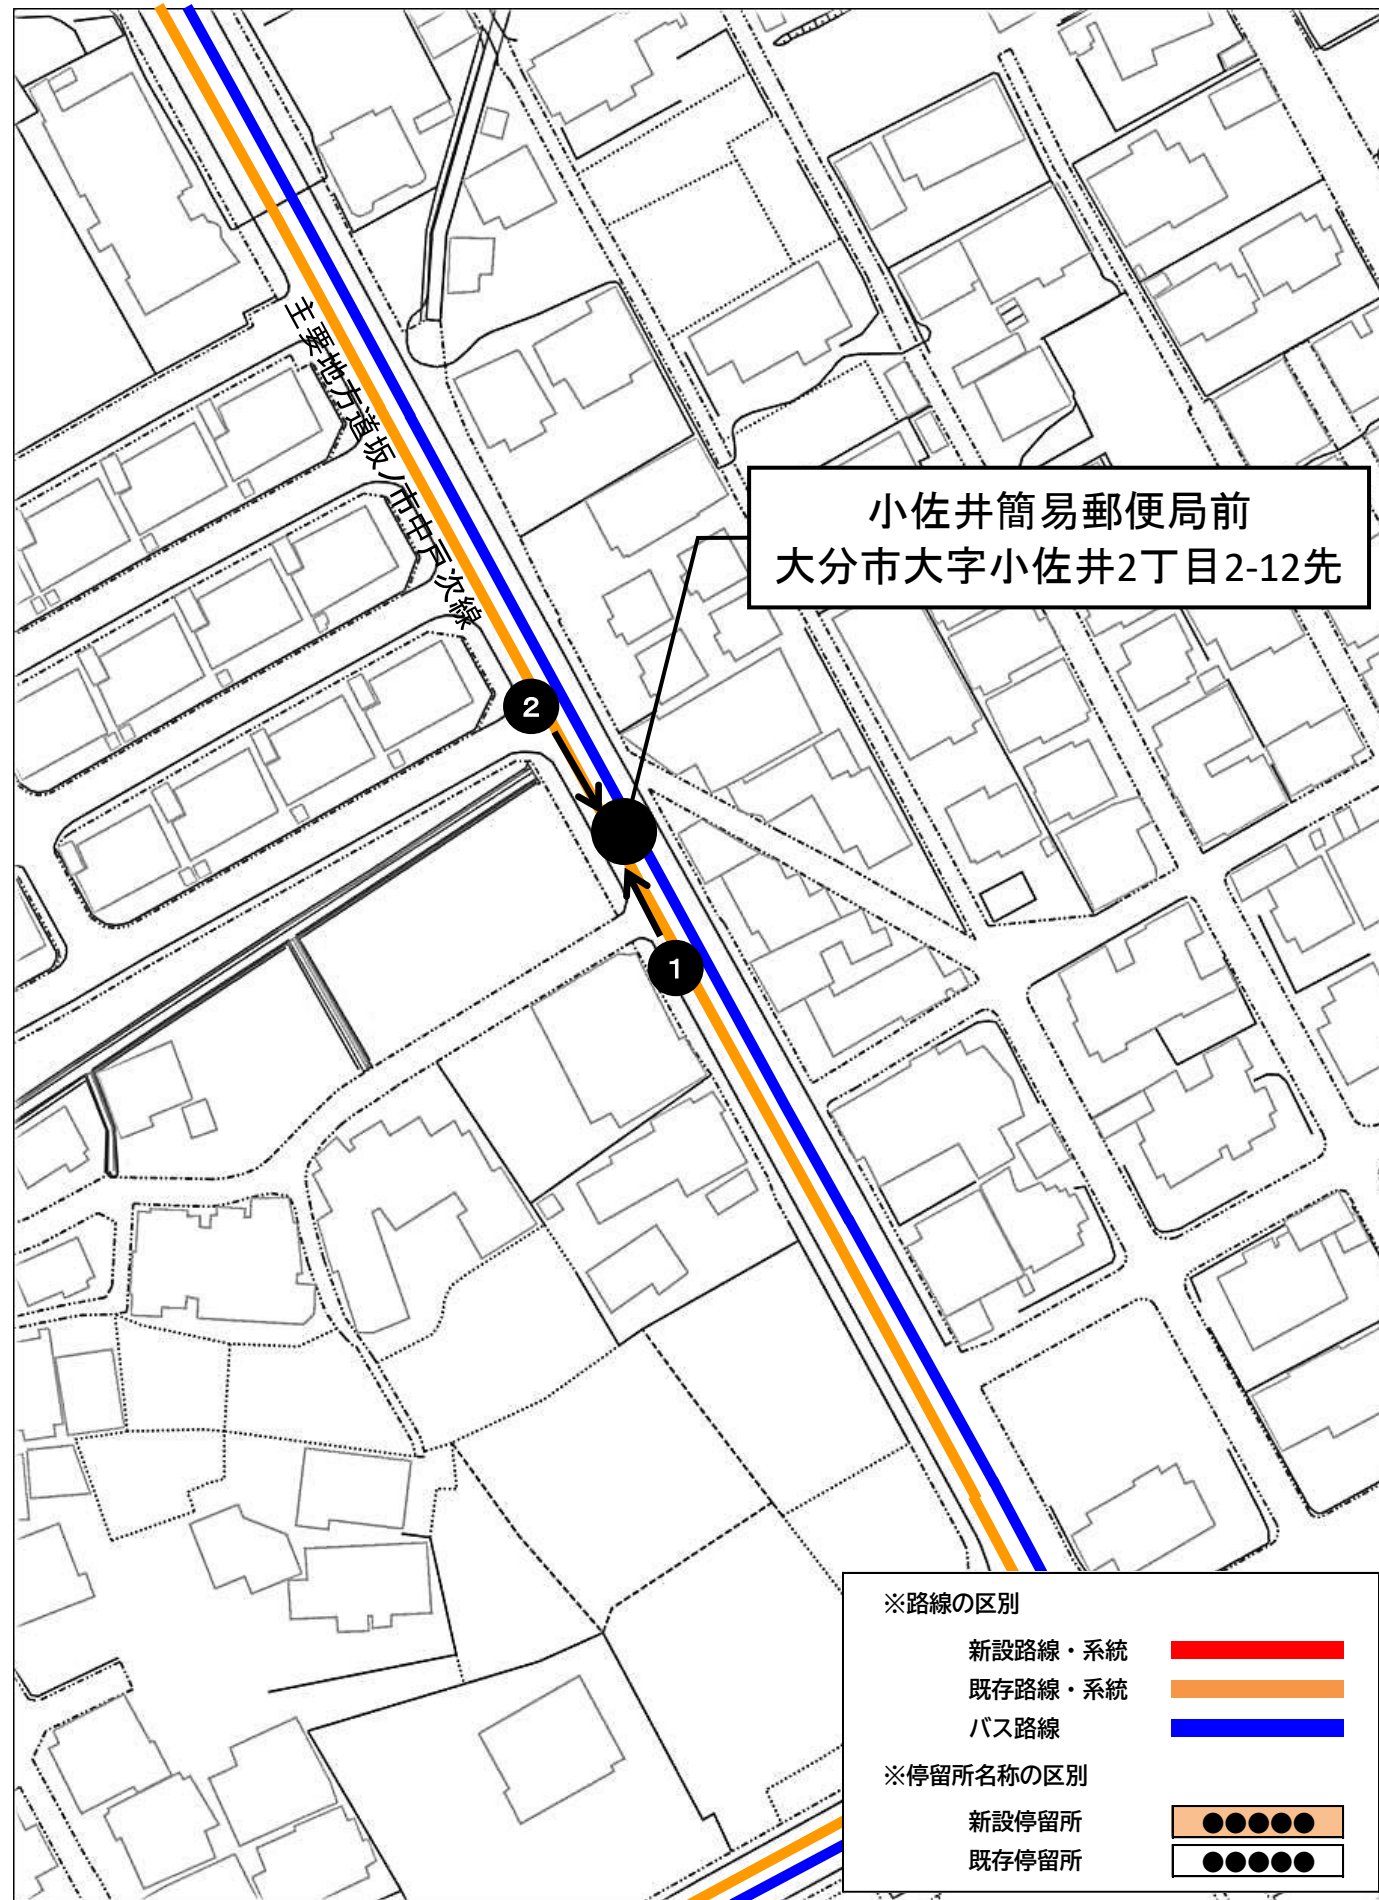 主要地方道坂ノ市中戸次線
小佐井簡易郵便局前
大分市大字小佐井2丁目2-12先
2
1
※路線の区別
新設路線・系統
既存路線・系統
バス路線
※停留所名称の区別
新設停留所 ●●●●●
既存停留所 ●●●●●